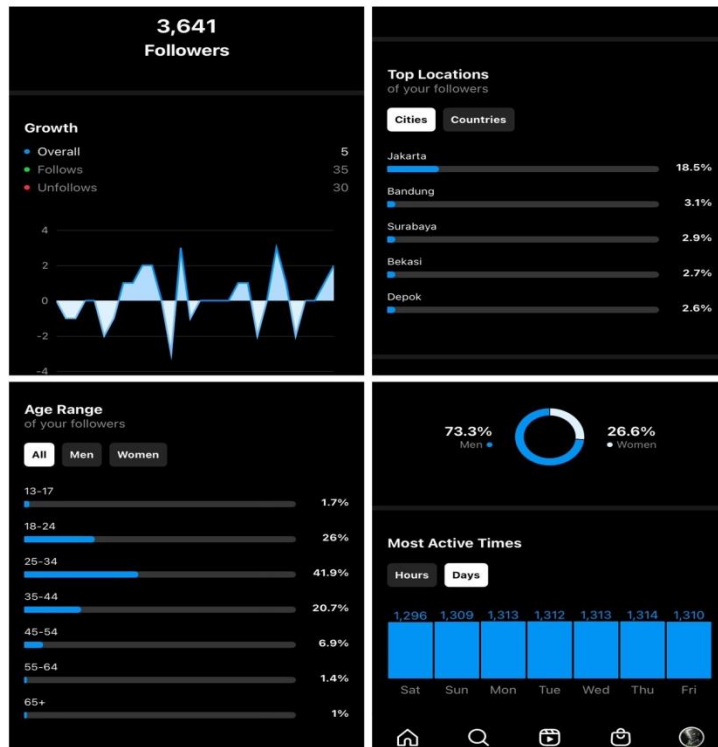 3,641
Followers
Growth
Overall 5
Follows 35
Unfollows 30
4
2
0
-2
-4
Top Locations
of your followers
Cities Countries
Jakarta
18.5%
Bandung
3.1%
Surabaya
2.9%
Bekasi
2.7%
Depok
2.6%
Age Range
of your followers
All Men Women
13-17
1.7%
18-24
26%
25-34
41.9%
35-44
20.7%
45-54
6.9%
55-64
1.4%
65+
1%
73.3% 26.6%
Men Women
Most Active Times
Hours Days
1,296 1,309 1,313 1,312 1,313 1,314 1,310
Sat Sun Mon Tue Wed Thu Fri